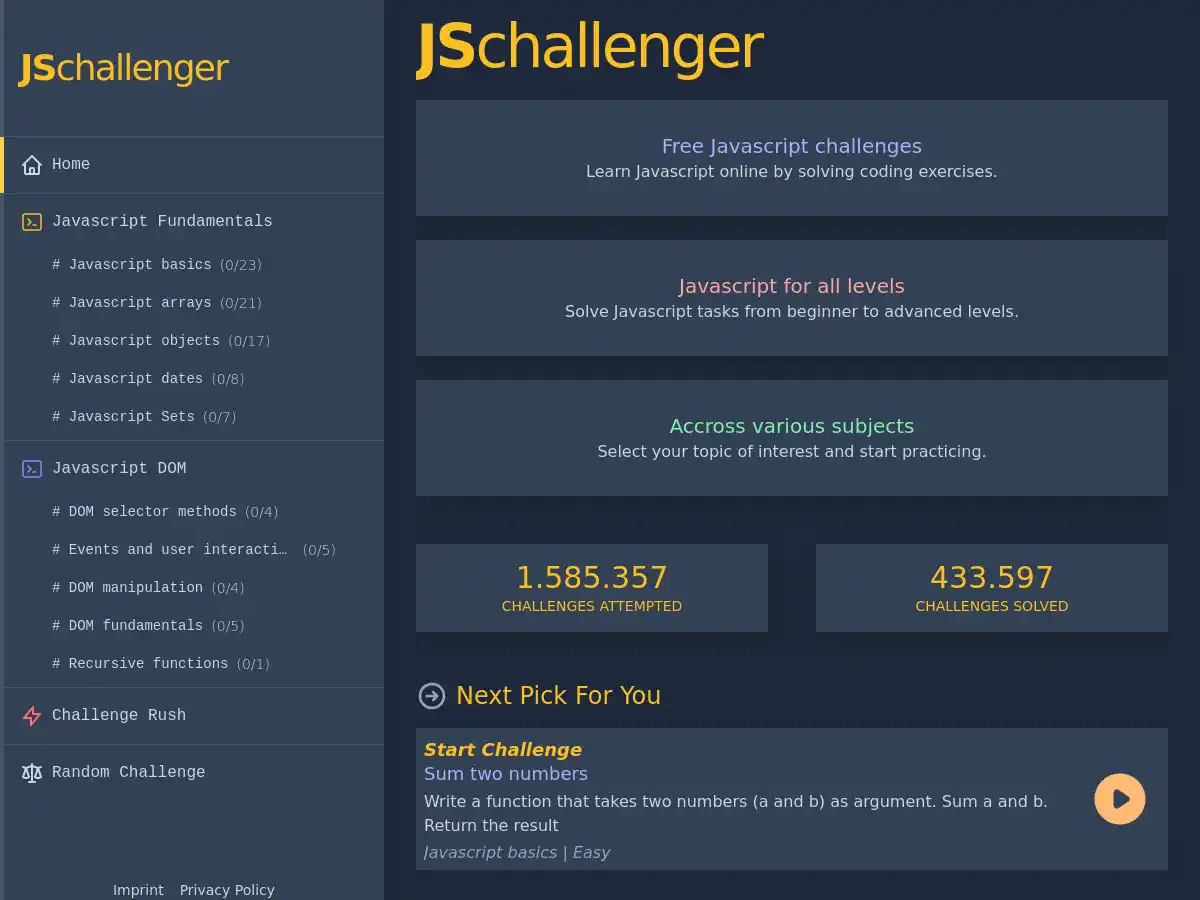 JSchallenger
Home
Javascript Fundamentals
# Javascript basics (0/23)
# Javascript arrays (0/21)
# Javascript objects (0/17)
# Javascript dates (0/8)
# Javascript Sets (0/7)
Javascript DOM
# DOM selector methods (0/4)
# Events and user interacti… (0/5)
# DOM manipulation (0/4)
# DOM fundamentals (0/5)
# Recursive functions (0/1)
Challenge Rush
Random Challenge
Imprint Privacy Policy
JSchallenger
Free Javascript challenges
Learn Javascript online by solving coding exercises.
Javascript for all levels
Solve Javascript tasks from beginner to advanced levels.
Accross various subjects
Select your topic of interest and start practicing.
1.585.357
CHALLENGES ATTEMPTED
433.597
CHALLENGES SOLVED
Next Pick For You
Start Challenge
Sum two numbers
Write a function that takes two numbers (a and b) as argument. Sum a and b.
Return the result
Javascript basics | Easy